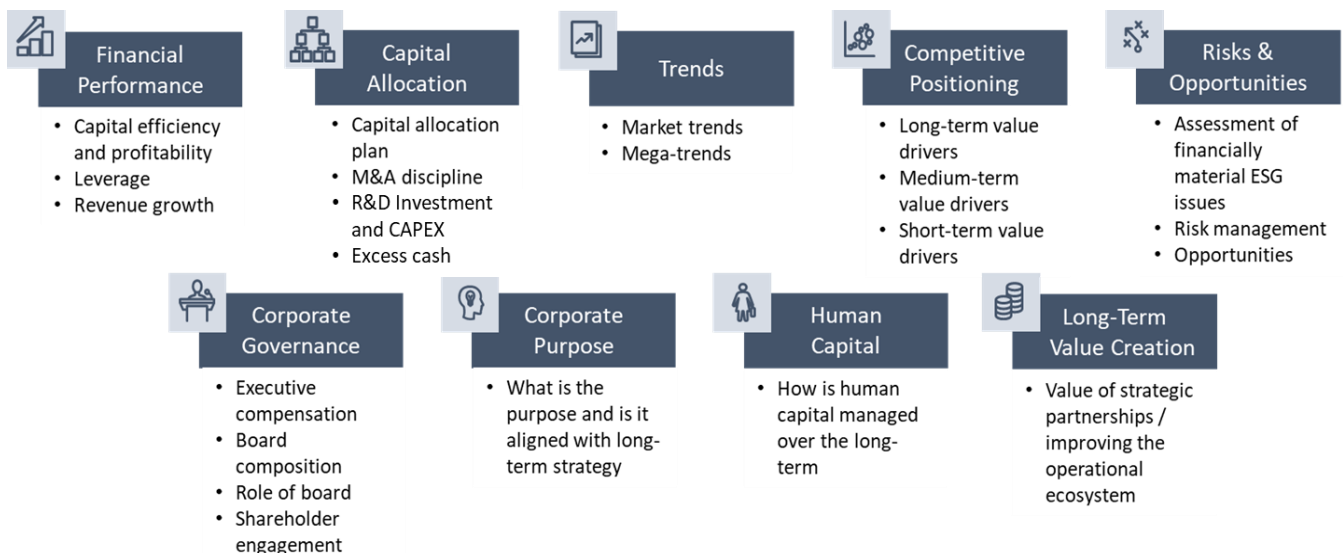 Financial
Performance
• Capital efficiency
and profitability
• Leverage
• Revenue growth
Capital
Allocation
• Capital allocation
plan
• M&A discipline
• R&D Investment
and CAPEX
• Excess cash
Trends
• Market trends
• Mega-trends
Competitive
Positioning
• Long-term value
drivers
• Medium-term
value drivers
• Short-term value
drivers
Risks &
Opportunities
• Assessment of
financially
material ESG
issues
• Risk management
• Opportunities
Corporate
Governance
• Executive
compensation
• Board
composition
• Role of board
• Shareholder
engagement
Corporate
Purpose
• What is the
purpose and is it
aligned with long-
term strategy
Human
Capital
• How is human
capital managed
over the long-
term
Long-Term
Value Creation
• Value of strategic
partnerships /
improving the
operational
ecosystem